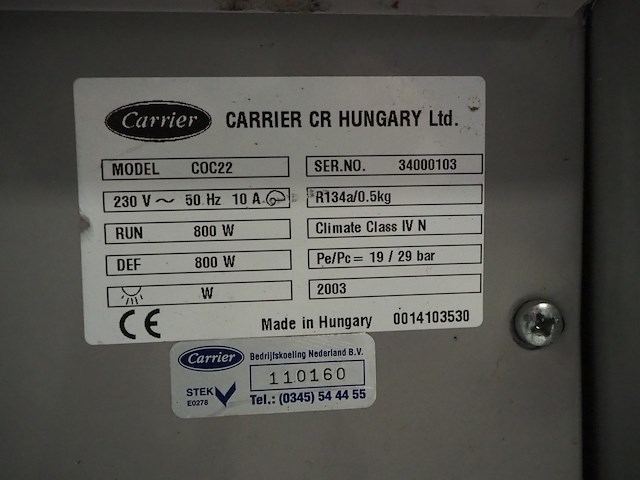 Carrier CARRIER CR HUNGARY Ltd.
MODEL COC22 SER.NO. 34000103
230 V ~ 50 Hz 10 A R134a/0.5kg
RUN 800 W Climate Class IV N
DEF 800 W Pe/Pc = 19 / 29 bar
W 2003
CE Made in Hungary 0014103530
Carrier Bedrijfskoeling Nederland B.V.
STEK 110160
E0278 Tel.: (0345) 54 44 55